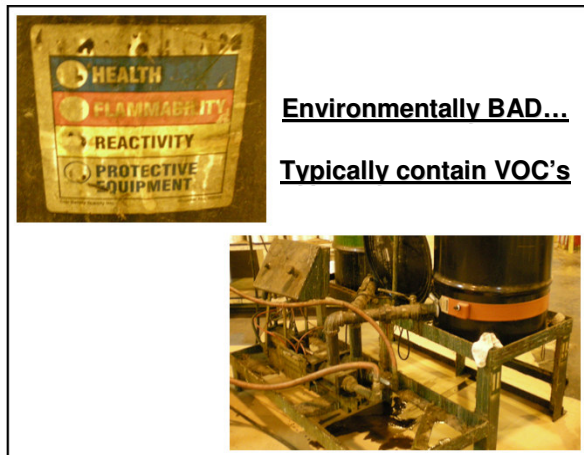 HEALTH
FLAMMABILITY
REACTIVITY
PROTECTIVE
EQUIPMENT
Environmentally BAD…
Typically contain VOC's